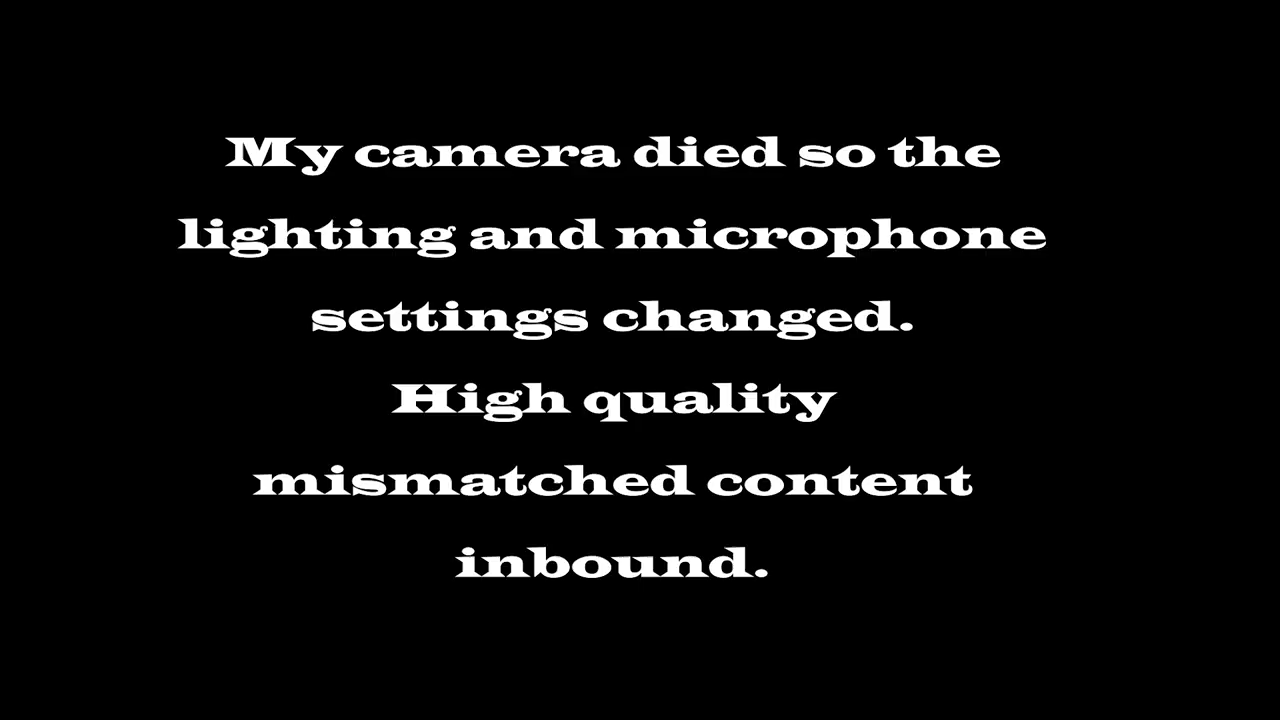 My camera died so the
lighting and microphone
settings changed.
High quality
mismatched content
inbound.